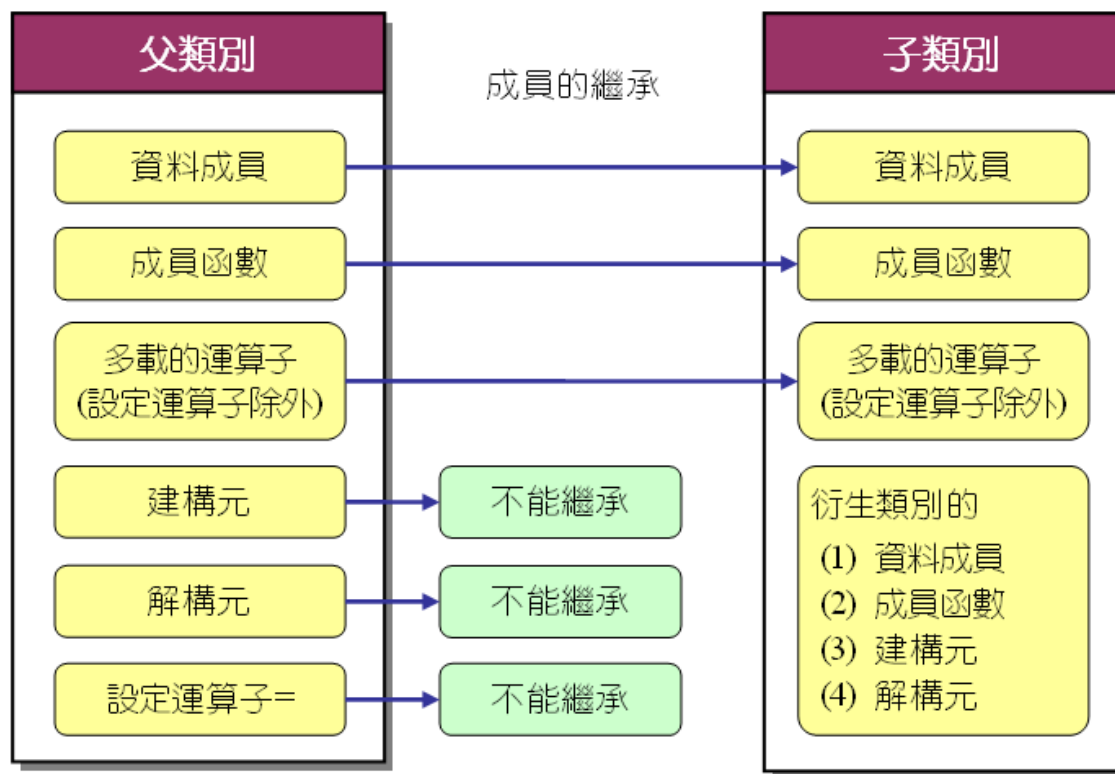 父類別
成員的繼承
子類別
資料成員
資料成員
成員函數
成員函數
多載的運算子
(設定運算子除外)
多載的運算子
(設定運算子除外)
建構元
不能繼承
解構元
不能繼承
設定運算子=
不能繼承
衍生類別的
(1) 資料成員
(2) 成員函數
(3) 建構元
(4) 解構元